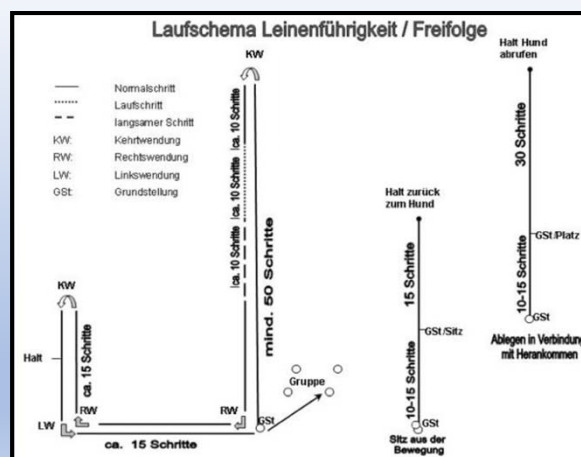 Laufschema Leinenführigkeit / Freifolge
Normalschritt
Laufschritt
langsamer Schritt
KW: Kehrtwendung
RW: Rechtswendung
LW: Linkswendung
GSt: Grundstellung
KW
Halt
ca. 15 Schritte
LW
RW
ca. 15 Schritte
KW
ca. 10 Schritte
ca. 10 Schritte
ca. 10 Schritte
mind. 50 Schritte
RW
GSt
Gruppe
Halt zurück
zum Hund
15 Schritte
GSt/Sitz
10-15 Schritte
GSt
Sitz aus der
Bewegung
Halt Hund
abrufen
30 Schritte
GSt/Platz
10-15 Schritte
GSt
Ablegen in Verbindung
mit Herankommen